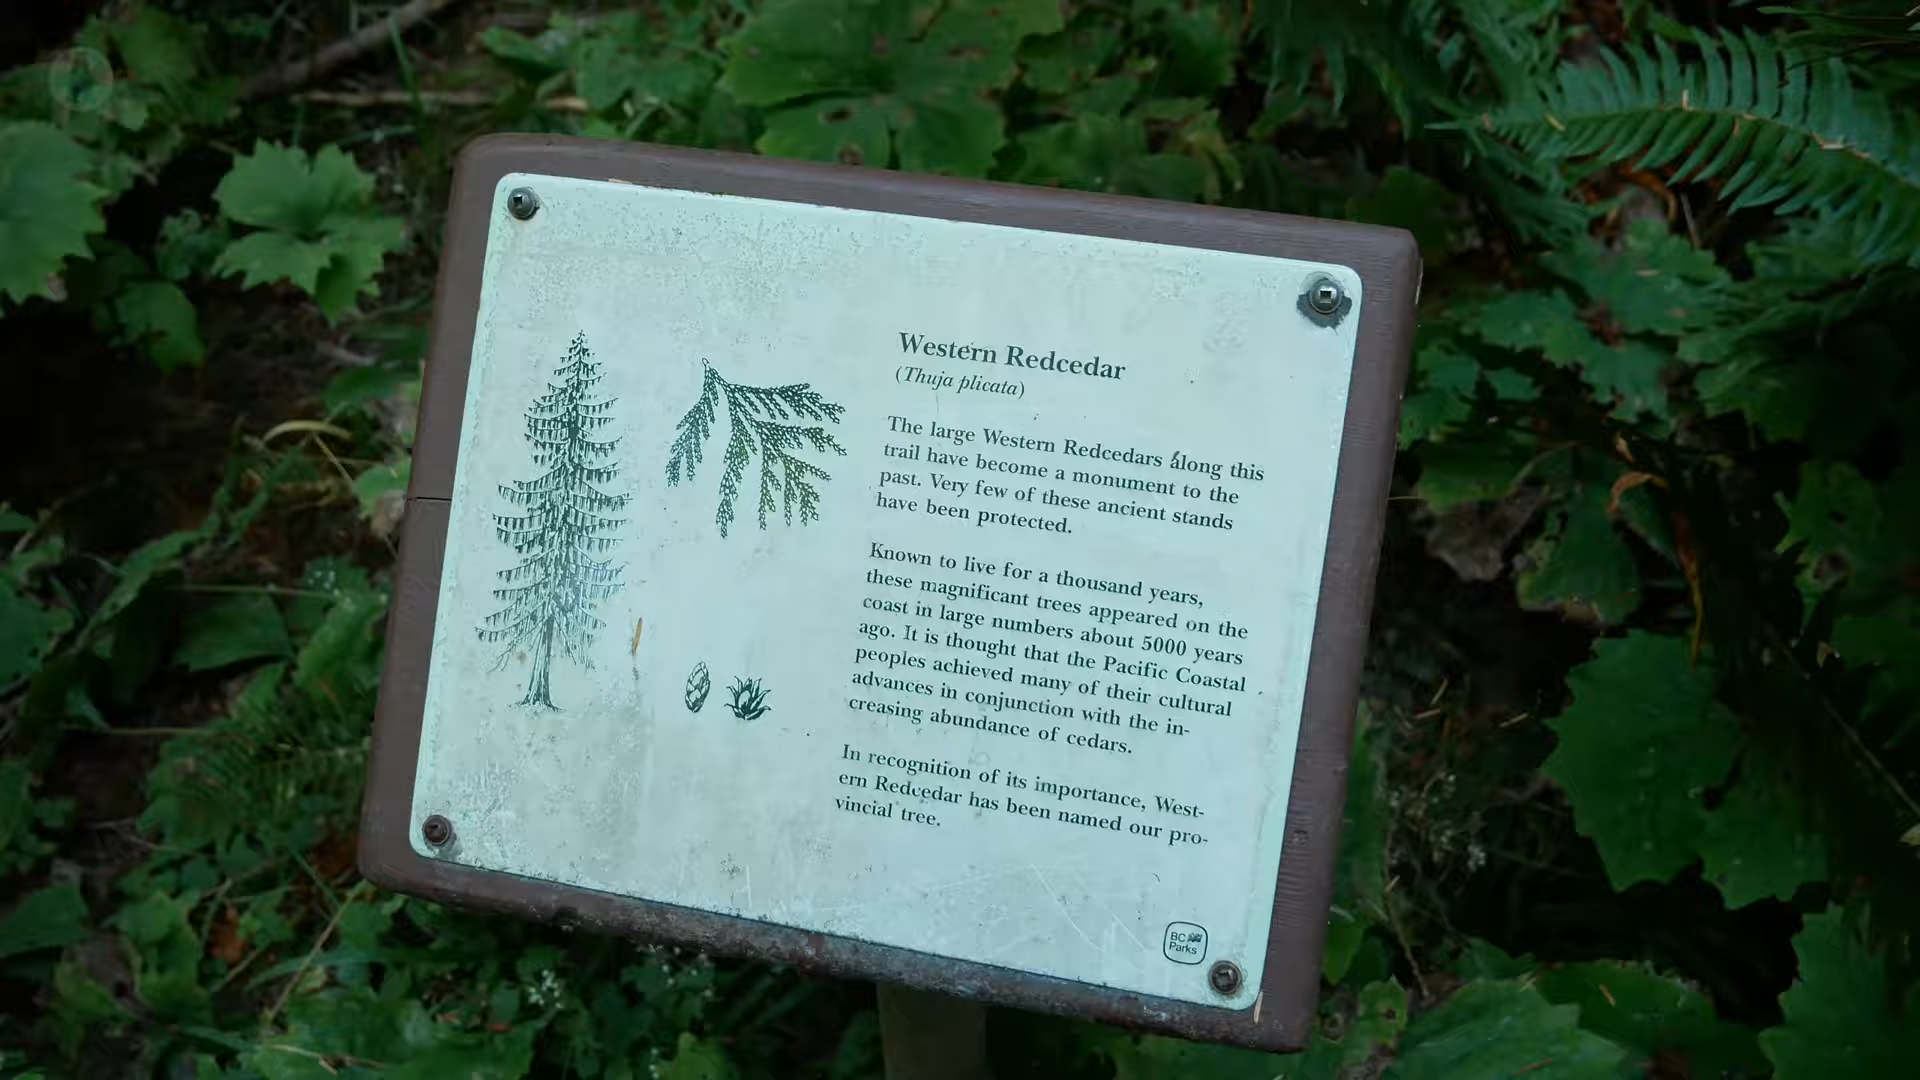 Western Redcedar
(Thuja plicata)
The large Western Redcedars along this
trail have become a monument to the
past. Very few of these ancient stands
have been protected.
Known to live for a thousand years,
these magnificant trees appeared on the
coast in large numbers about 5000 years
ago. It is thought that the Pacific Coastal
peoples achieved many of their cultural
advances in conjunction with the in-
creasing abundance of cedars.
In recognition of its importance, West-
ern Redcedar has been named our pro-
vincial tree.
BC
Parks